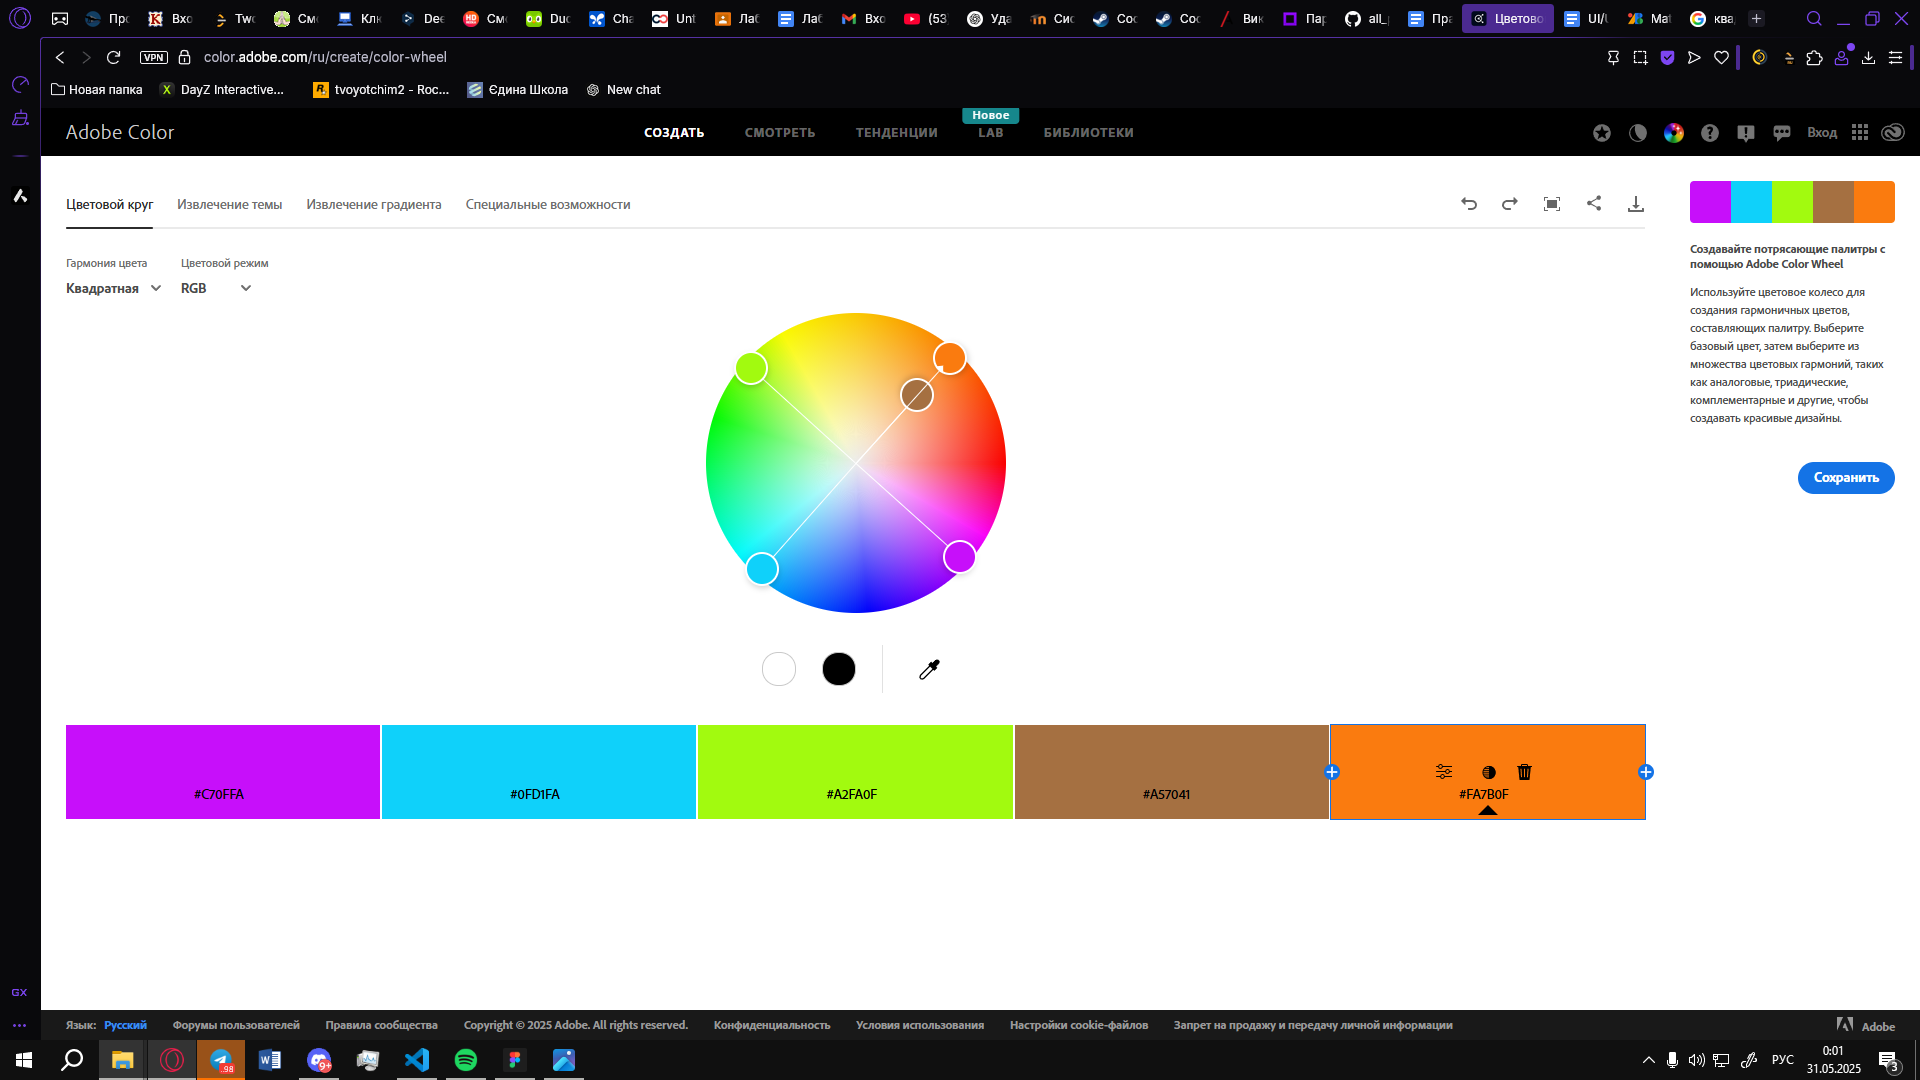 Пр
Вхо
Twc
См
Клк
Dee
См
Duc
Cha
Unt
Лаб
Лаб
Вхо
(53
Уда
Сис
Сос
Сос
Вик
Пар
all_
Пра
Цветово
UI/
Mat
ква
VPN
color.adobe.com/ru/create/color-wheel
Новая папка
DayZ Interactive...
tvoyotchim2 - Roc...
Єдина Школа
New chat
Adobe Color
СОЗДАТЬ
СМОТРЕТЬ
ТЕНДЕНЦИИ
Новое
LAB
БИБЛИОТЕКИ
Вход
Цветовой круг
Извлечение темы
Извлечение градиента
Специальные возможности
Гармония цвета
Квадратная
Цветовой режим
RGB
Создавайте потрясающие палитры с
помощью Adobe Color Wheel
Используйте цветовое колесо для
создания гармоничных цветов,
составляющих палитру. Выберите
базовый цвет, затем выберите из
множества цветовых гармоний, таких
как аналоговые, триадические,
комплементарные и другие, чтобы
создавать красивые дизайны.
Сохранить
#C70FFA
#0FD1FA
#A2FA0F
#A57041
#FA7B0F
GX
Язык: Русский
Форумы пользователей
Правила сообщества
Copyright © 2025 Adobe. All rights reserved.
Конфиденциальность
Условия использования
Настройки cookie-файлов
Запрет на продажу и передачу личной информации
Adobe
98
9+
РУС
0:01
31.05.2025
3